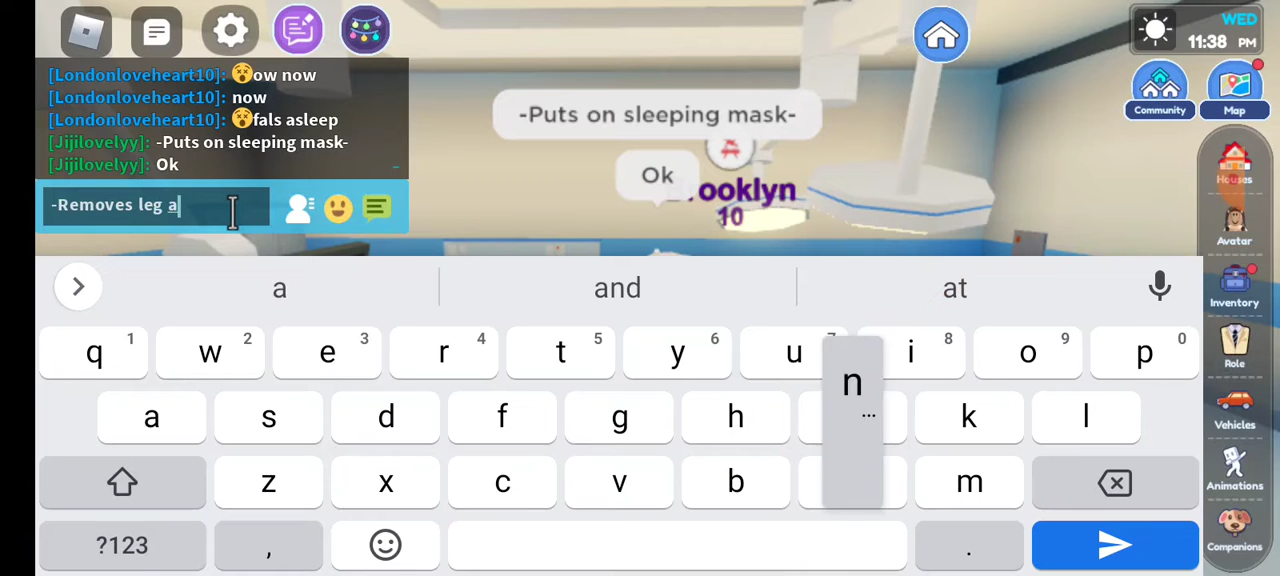 WED
11:38 PM
[Londonloveheart10]: 😵ow now
[Londonloveheart10]: now
[Londonloveheart10]: 😵fals asleep
[Jijilovelyy]: -Puts on sleeping mask-
[Jijilovelyy]: Ok
-Removes leg a
-Puts on sleeping mask-
Ok
rooklyn
10
Community
Map
Houses
Avatar
Inventory
Role
Vehicles
Animations
Companions
a and at
q 1 w 2 e 3 r 4 t 5 y 6 u 7 i 8 o 9 p 0
a s d f g h k l
n ...
z x c v b m
?123 , .